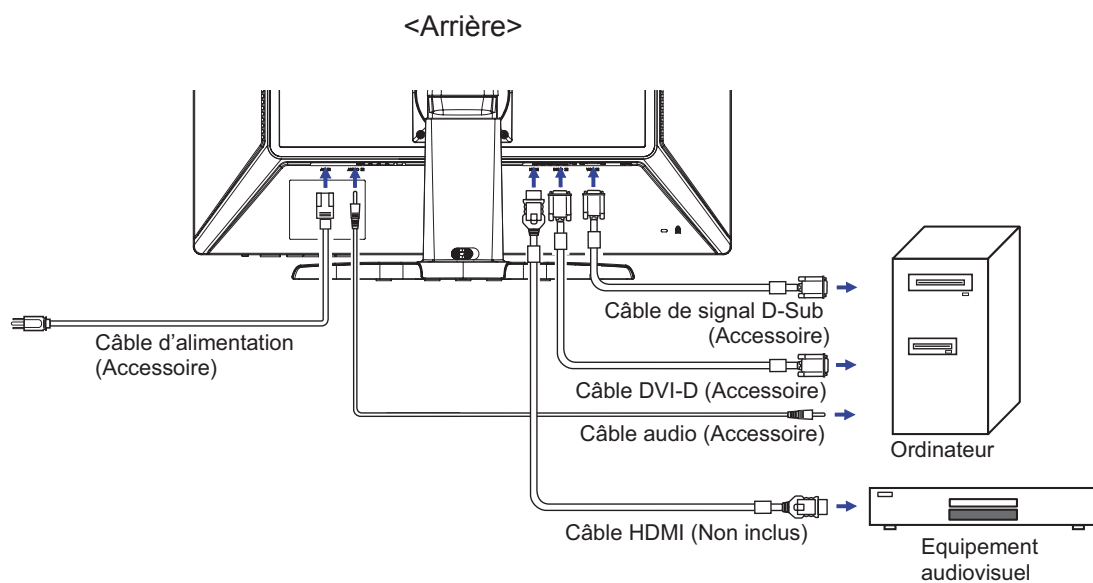 <Arrière>
Câble de signal D-Sub
(Accessoire)
Câble d’alimentation
(Accessoire)
Câble DVI-D (Accessoire)
Câble audio (Accessoire)
Ordinateur
Câble HDMI (Non inclus)
Equipement
audiovisuel